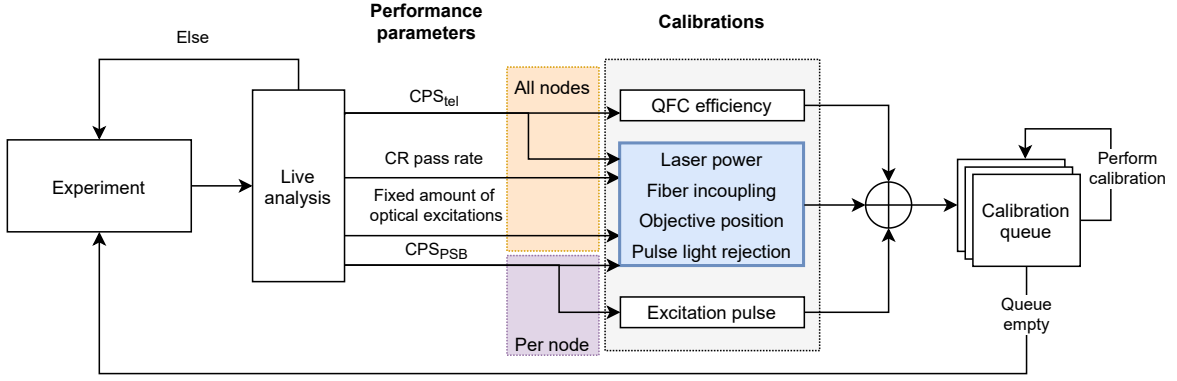 Performance
parameters
Calibrations
Else
All nodes
CPStel
QFC efficiency
CR pass rate
Laser power
Perform
calibration
Experiment
Live
analysis
Fixed amount of
optical excitations
Fiber incoupling
Objective position
Calibration
queue
CPSPSB
Pulse light rejection
Excitation pulse
Queue
empty
Per node